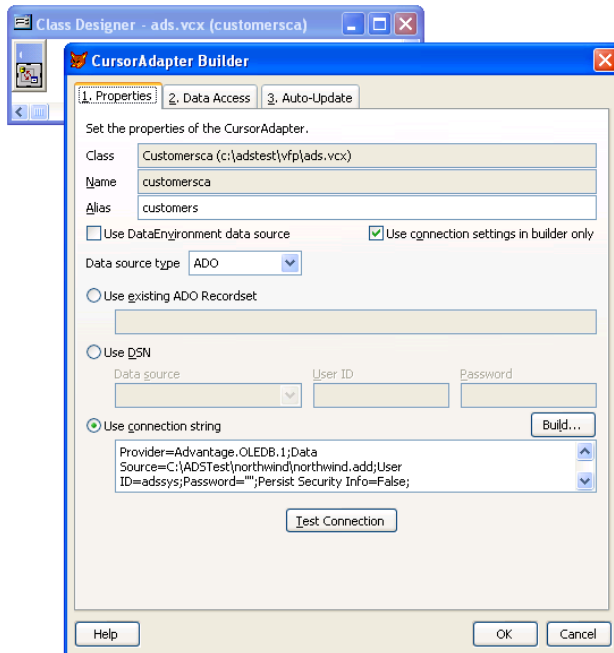 Class Designer - ads.vcx (customersca)
CursorAdapter Builder
1. Properties 2. Data Access 3. Auto-Update
Set the properties of the CursorAdapter.
Class Customersca (c:\adstest\vfp\ads.vcx)
Name customersca
Alias customers
Use DataEnvironment data source Use connection settings in builder only
Data source type ADO
Use existing ADO Recordset
Use DSN
Data source User ID Password
Use connection string Build...
Provider=Advantage.OLEDB.1;Data
Source=C:\ADSTest\northwind\northwind.add;User
ID=adssys;Password="";Persist Security Info=False;
Test Connection
Help OK Cancel